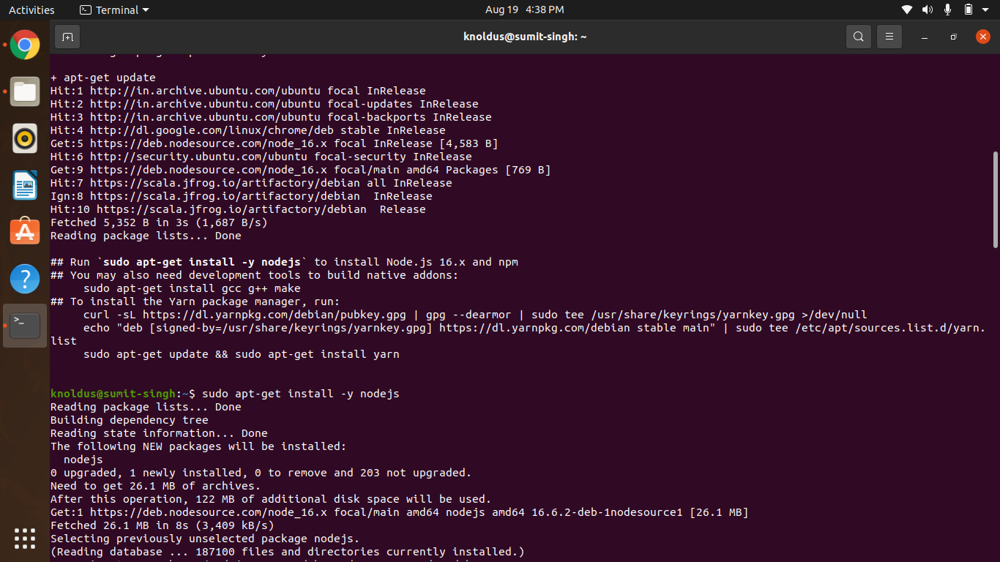 Activities
Terminal
Aug 19 4:38 PM
knoldus@sumit-singh: ~
+ apt-get update
Hit:1 http://in.archive.ubuntu.com/ubuntu focal InRelease
Hit:2 http://in.archive.ubuntu.com/ubuntu focal-updates InRelease
Hit:3 http://in.archive.ubuntu.com/ubuntu focal-backports InRelease
Hit:4 http://dl.google.com/linux/chrome/deb stable InRelease
Get:5 https://deb.nodesource.com/node_16.x focal InRelease [4,583 B]
Hit:6 http://security.ubuntu.com/ubuntu focal-security InRelease
Get:9 https://deb.nodesource.com/node_16.x focal/main amd64 Packages [769 B]
Hit:7 https://scala.jfrog.io/artifactory/debian all InRelease
Ign:8 https://scala.jfrog.io/artifactory/debian  InRelease
Hit:10 https://scala.jfrog.io/artifactory/debian  Release
Fetched 5,352 B in 3s (1,687 B/s)
Reading package lists... Done
## Run `sudo apt-get install -y nodejs` to install Node.js 16.x and npm
## You may also need development tools to build native addons:
     sudo apt-get install gcc g++ make
## To install the Yarn package manager, run:
     curl -sL https://dl.yarnpkg.com/debian/pubkey.gpg | gpg --dearmor | sudo tee /usr/share/keyrings/yarnkey.gpg >/dev/null
     echo "deb [signed-by=/usr/share/keyrings/yarnkey.gpg] https://dl.yarnpkg.com/debian stable main" | sudo tee /etc/apt/sources.list.d/yarn.
list
     sudo apt-get update && sudo apt-get install yarn
knoldus@sumit-singh:~$ sudo apt-get install -y nodejs
Reading package lists... Done
Building dependency tree
Reading state information... Done
The following NEW packages will be installed:
  nodejs
0 upgraded, 1 newly installed, 0 to remove and 203 not upgraded.
Need to get 26.1 MB of archives.
After this operation, 122 MB of additional disk space will be used.
Get:1 https://deb.nodesource.com/node_16.x focal/main amd64 nodejs amd64 16.6.2-deb-1nodesource1 [26.1 MB]
Fetched 26.1 MB in 8s (3,409 kB/s)
Selecting previously unselected package nodejs.
(Reading database ... 187100 files and directories currently installed.)